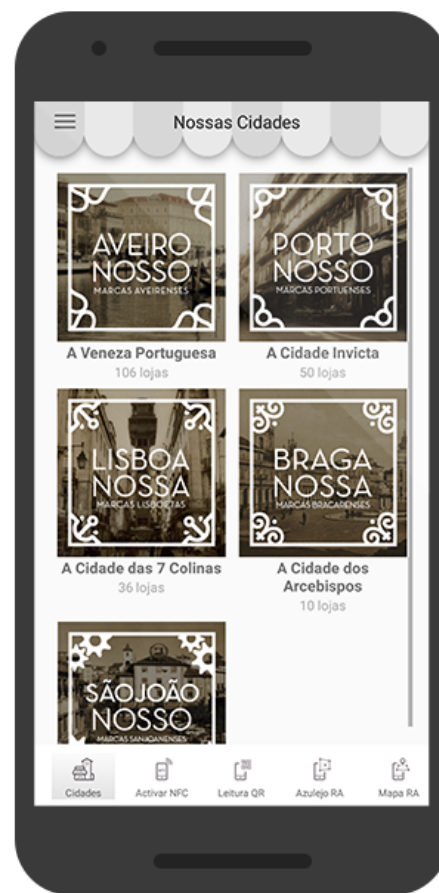 Nossas Cidades
AVEIRO
NOSSO
MARCAS AVEIRENSES
A Veneza Portuguesa
106 lojas
PORTO
NOSSO
MARCAS PORTUENSES
A Cidade Invicta
50 lojas
LISBOA
NOSSA
MARCAS LISBOETAS
A Cidade das 7 Colinas
36 lojas
BRAGA
NOSSA
MARCAS BRACARENSES
A Cidade dos
Arcebispos
10 lojas
SÃOJOÃO
NOSSO
MARCAS SANJOANENSES
Cidades
Activar NFC
Leitura QR
Azulejo RA
Mapa RA